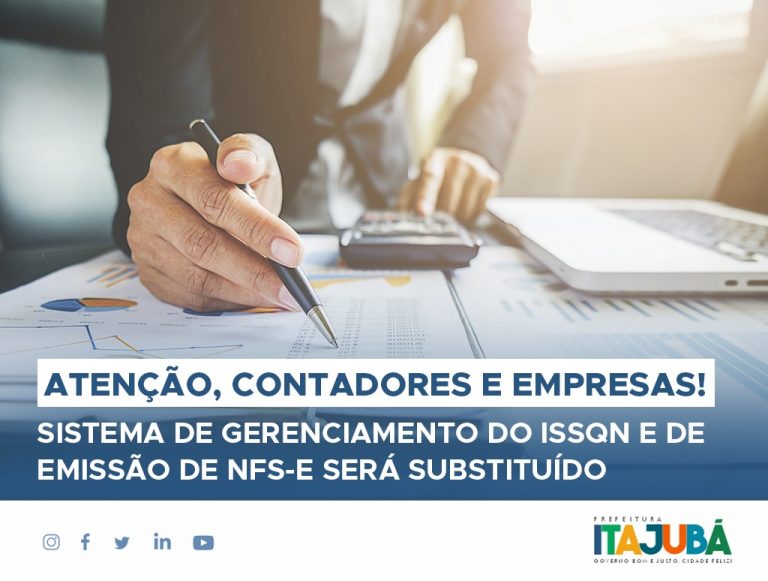 ATENÇÃO, CONTADORES E EMPRESAS!
SISTEMA DE GERENCIAMENTO DO ISSQN E DE
EMISSÃO DE NFS-E SERÁ SUBSTITUÍDO
PREFEITURA
ITAJUBÁ
GOVERNO BOM E JUSTO, CIDADE FELIZ!